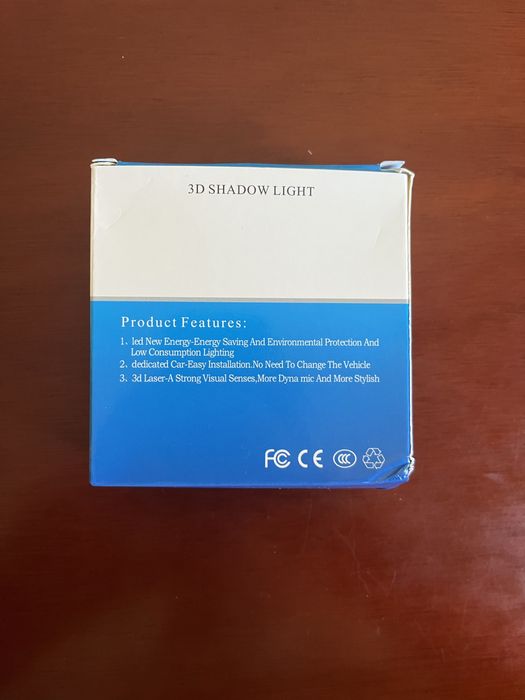 3D SHADOW LIGHT
Product Features:
1、led New Energy-Energy Saving And Environmental Protection And
Low Consumption Lighting
2、dedicated Car-Easy Installation.No Need To Change The Vehicle
3、3d Laser-A Strong Visual Senses,More Dyna mic And More Stylish
FC CE CCC